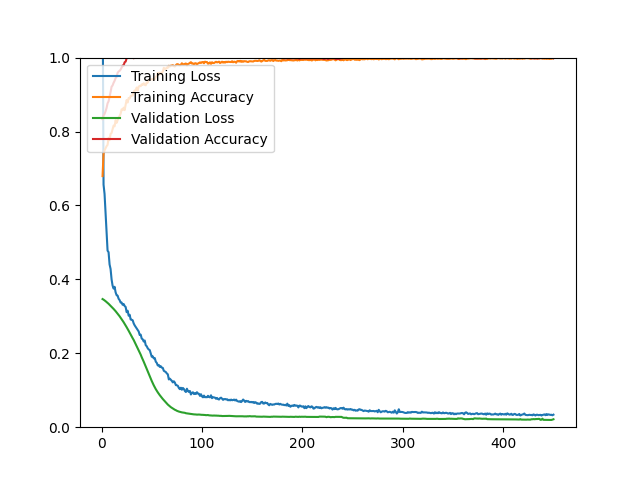 1.0
0.8
0.6
0.4
0.2
0.0
Training Loss
Training Accuracy
Validation Loss
Validation Accuracy
0 100 200 300 400